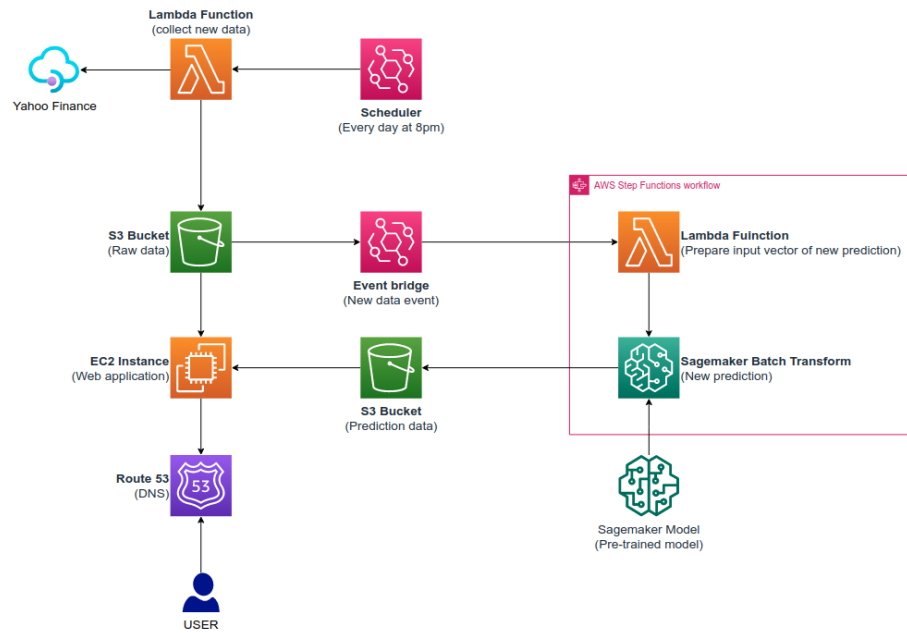 Lambda Function
(collect new data)
Yahoo Finance
Scheduler
(Every day at 8pm)
AWS Step Functions workflow
S3 Bucket
(Raw data)
Event bridge
(New data event)
Lambda Fuinction
(Prepare input vector of new prediction)
EC2 Instance
(Web application)
S3 Bucket
(Prediction data)
Sagemaker Batch Transform
(New prediction)
Route 53
(DNS)
53
Sagemaker Model
(Pre-trained model)
USER